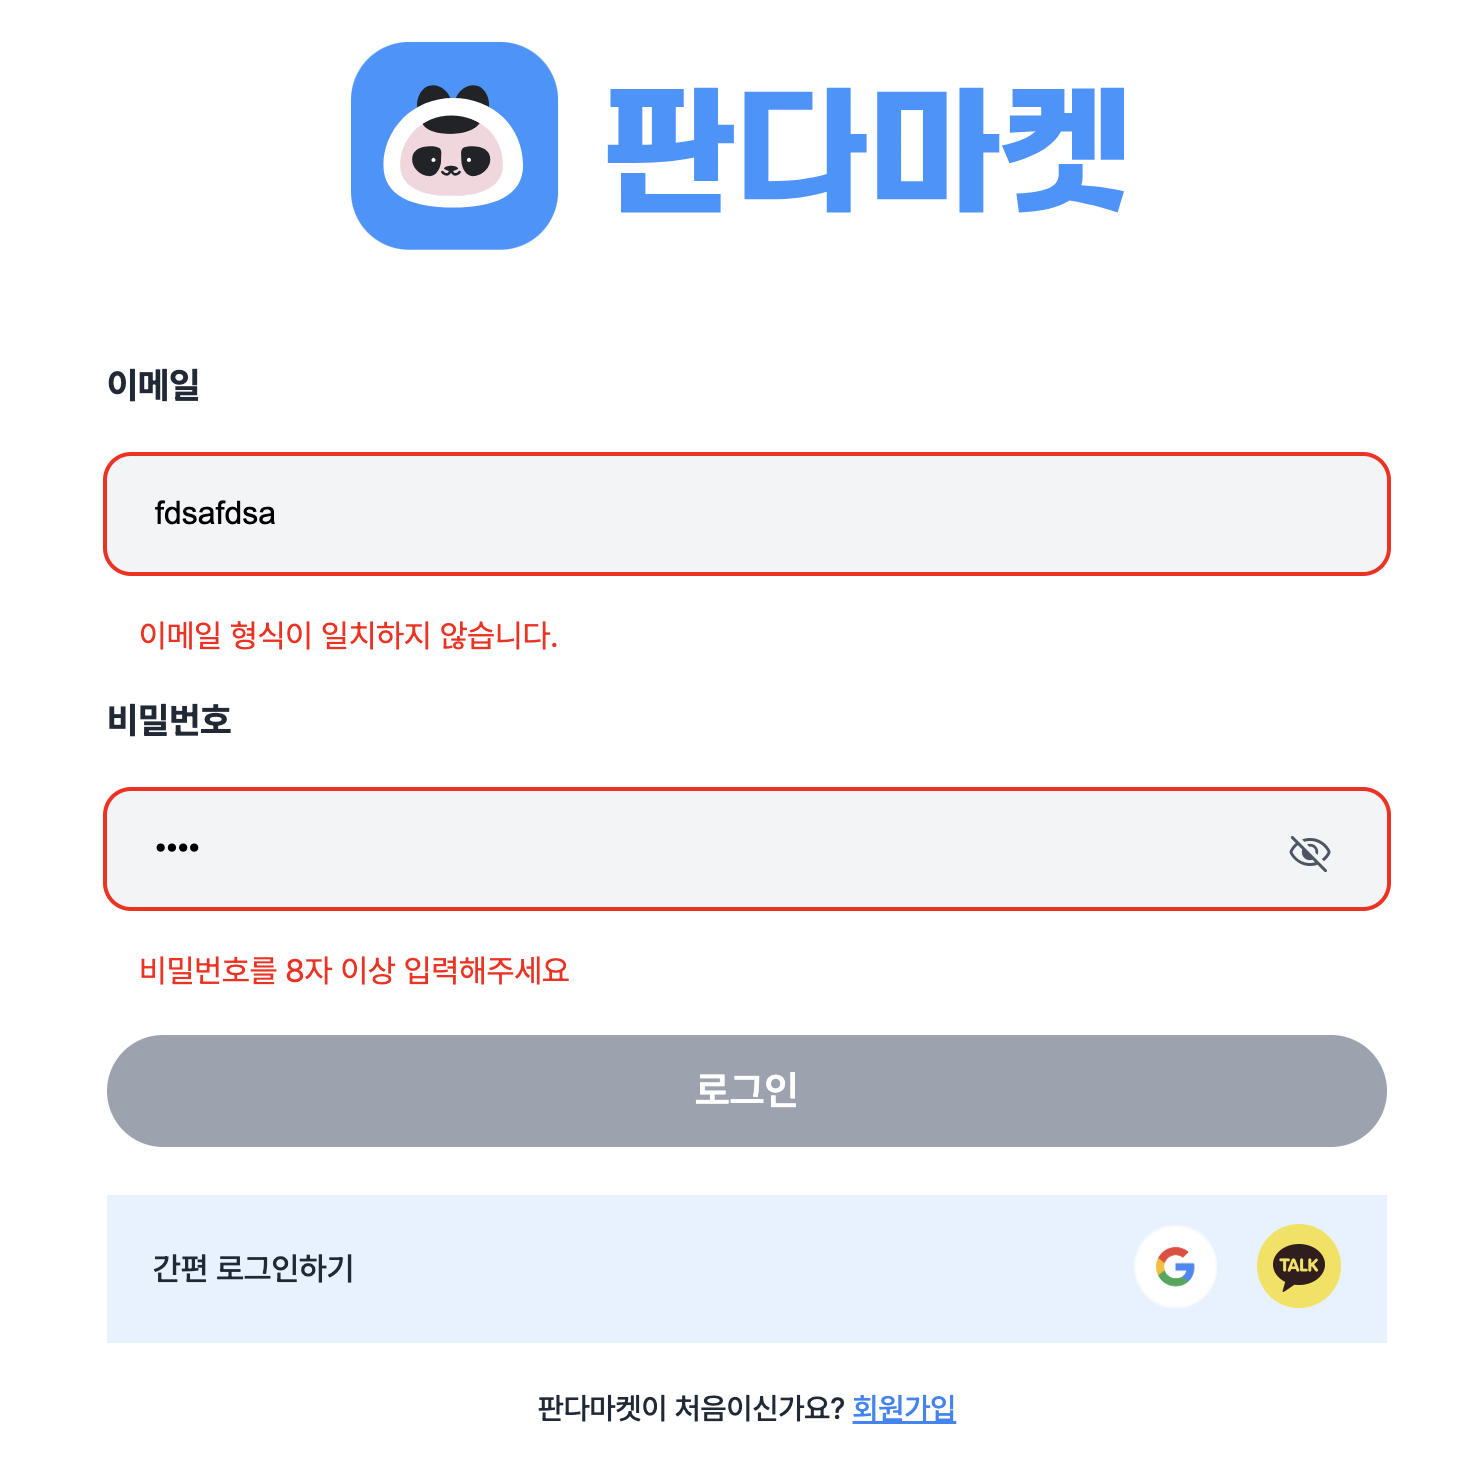 판다마켓
이메일
fdsafdsa
이메일 형식이 일치하지 않습니다.
비밀번호
••••
비밀번호를 8자 이상 입력해주세요
로그인
간편 로그인하기
G
TALK
판다마켓이 처음이신가요? 회원가입